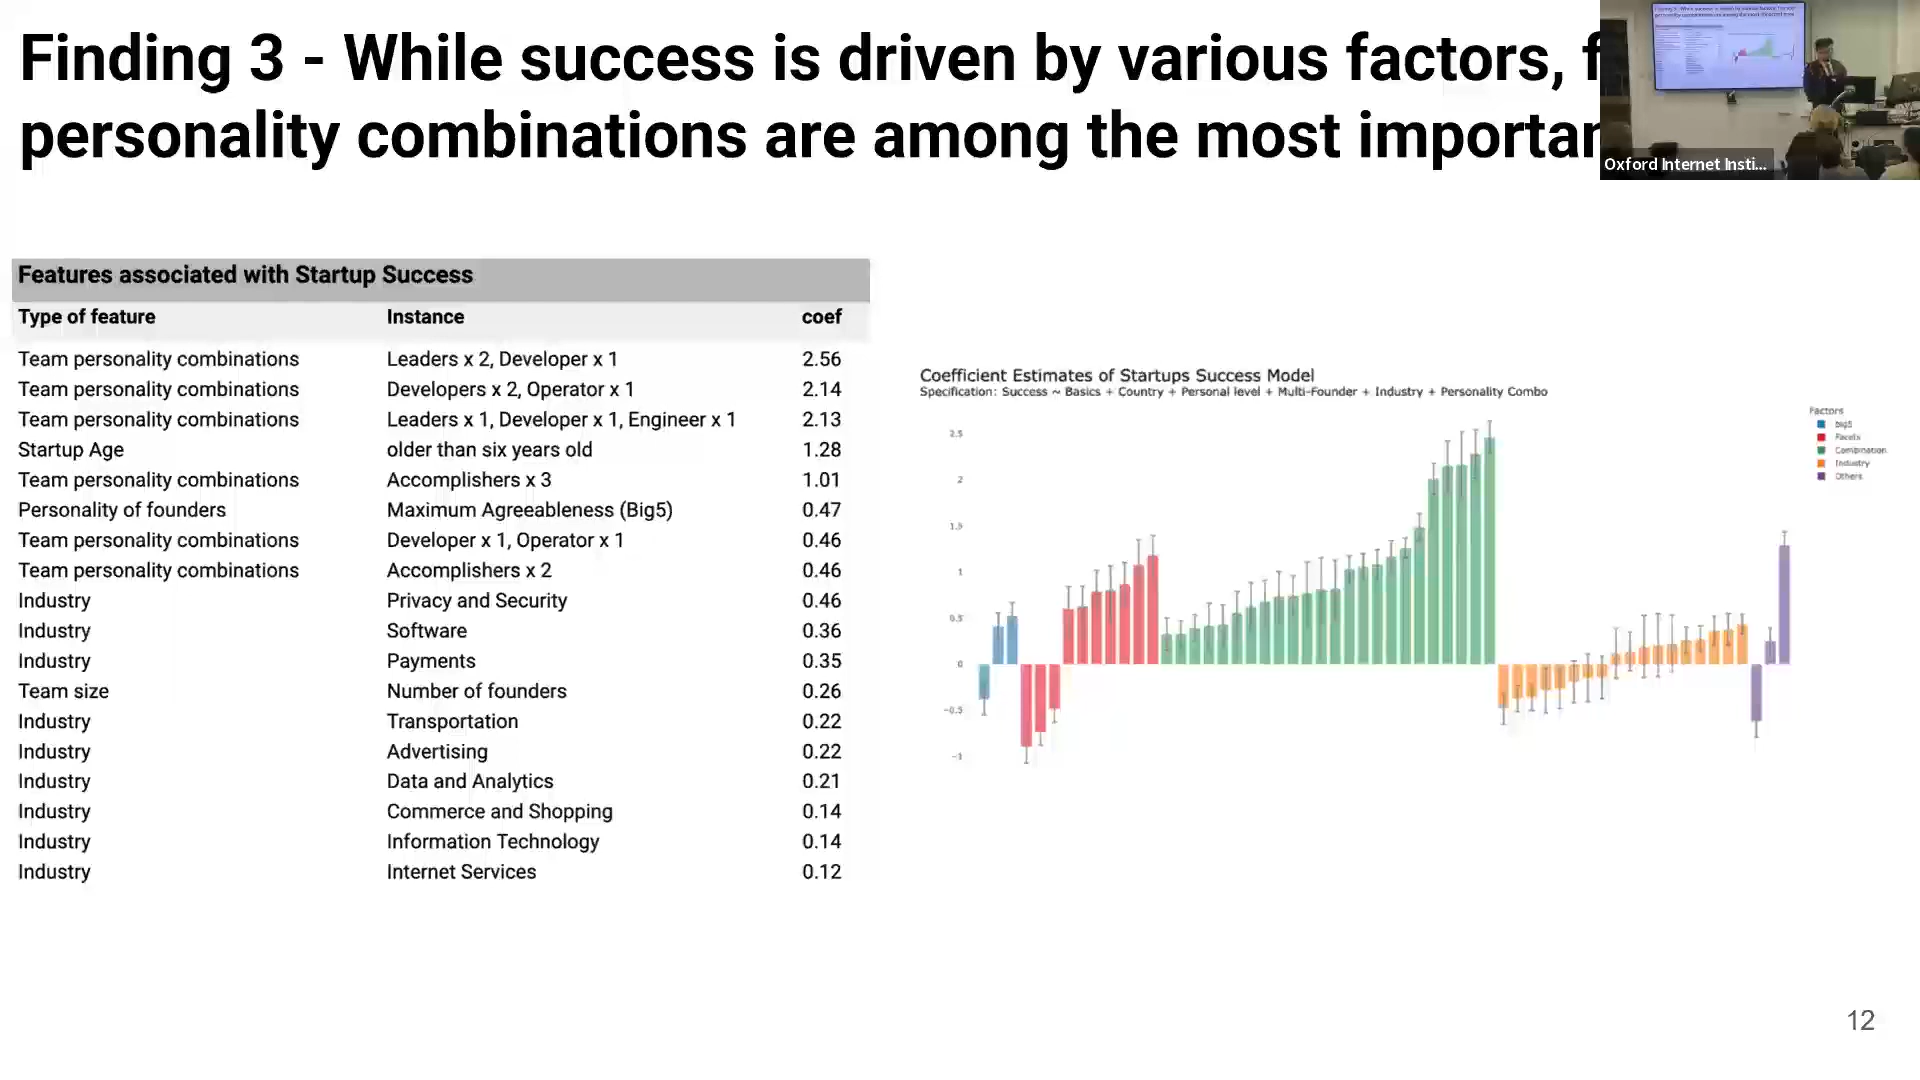 Finding 3 - While success is driven by various factors, f
personality combinations are among the most importan
Oxford Internet Insti...
Features associated with Startup Success
Type of feature Instance coef
Team personality combinations Leaders x 2, Developer x 1 2.56
Team personality combinations Developers x 2, Operator x 1 2.14
Team personality combinations Leaders x 1, Developer x 1, Engineer x 1 2.13
Startup Age older than six years old 1.28
Team personality combinations Accomplishers x 3 1.01
Personality of founders Maximum Agreeableness (Big5) 0.47
Team personality combinations Developer x 1, Operator x 1 0.46
Team personality combinations Accomplishers x 2 0.46
Industry Privacy and Security 0.46
Industry Software 0.36
Industry Payments 0.35
Team size Number of founders 0.26
Industry Transportation 0.22
Industry Advertising 0.22
Industry Data and Analytics 0.21
Industry Commerce and Shopping 0.14
Industry Information Technology 0.14
Industry Internet Services 0.12
Coefficient Estimates of Startups Success Model
Specification: Success ~ Basics + Country + Personal level + Multi-Founder + Industry + Personality Combo
2.5
2
1.5
1
0.5
0
−0.5
−1
Factors
big5
Facets
Combination
Industry
Others
12